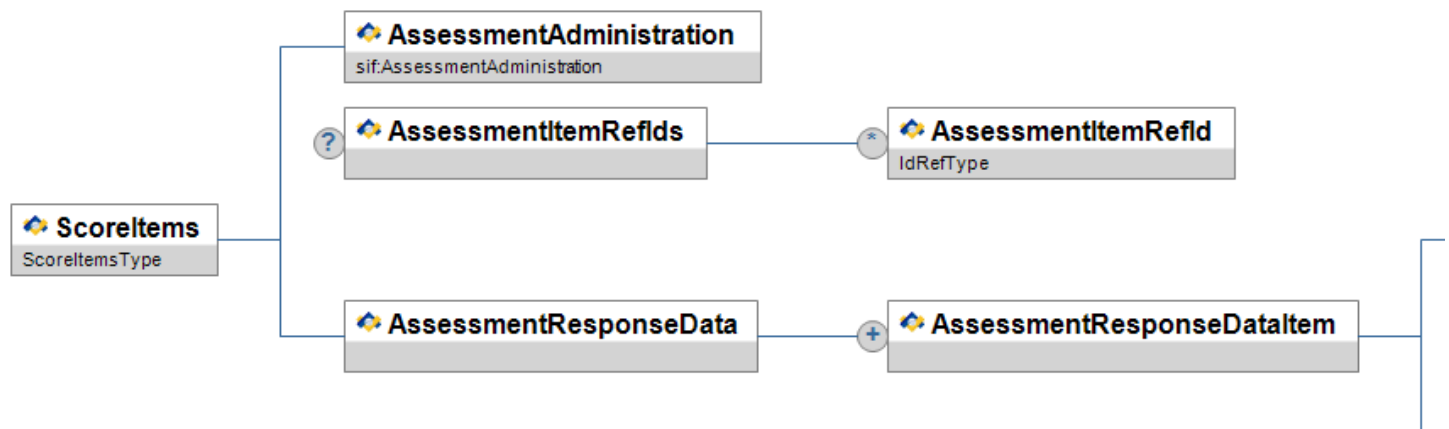 AssessmentAdministration
sif:AssessmentAdministration
?
AssessmentItemRefIds
*
AssessmentItemRefId
IdRefType
ScoreItems
ScoreItemsType
AssessmentResponseData
+
AssessmentResponseDataItem